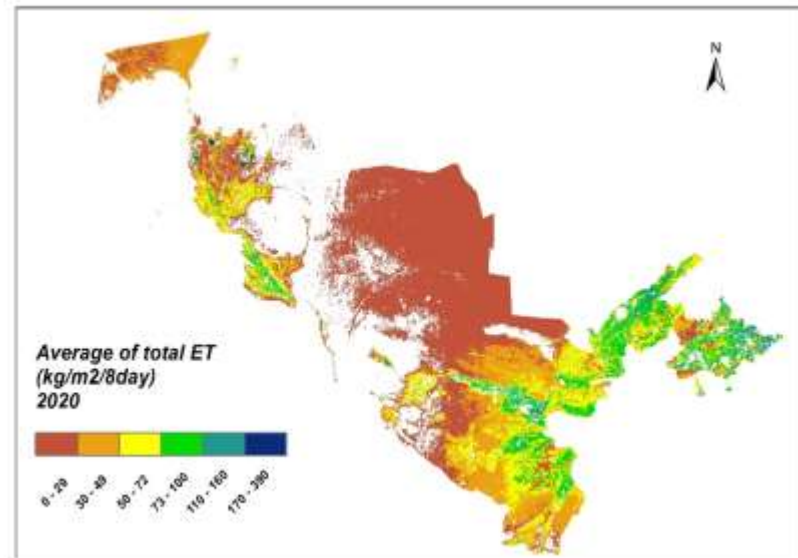 N
Average of total ET
(kg/m2/8day)
2020
0 - 29
30 - 49
50 - 72
73 - 100
110 - 160
170 - 390